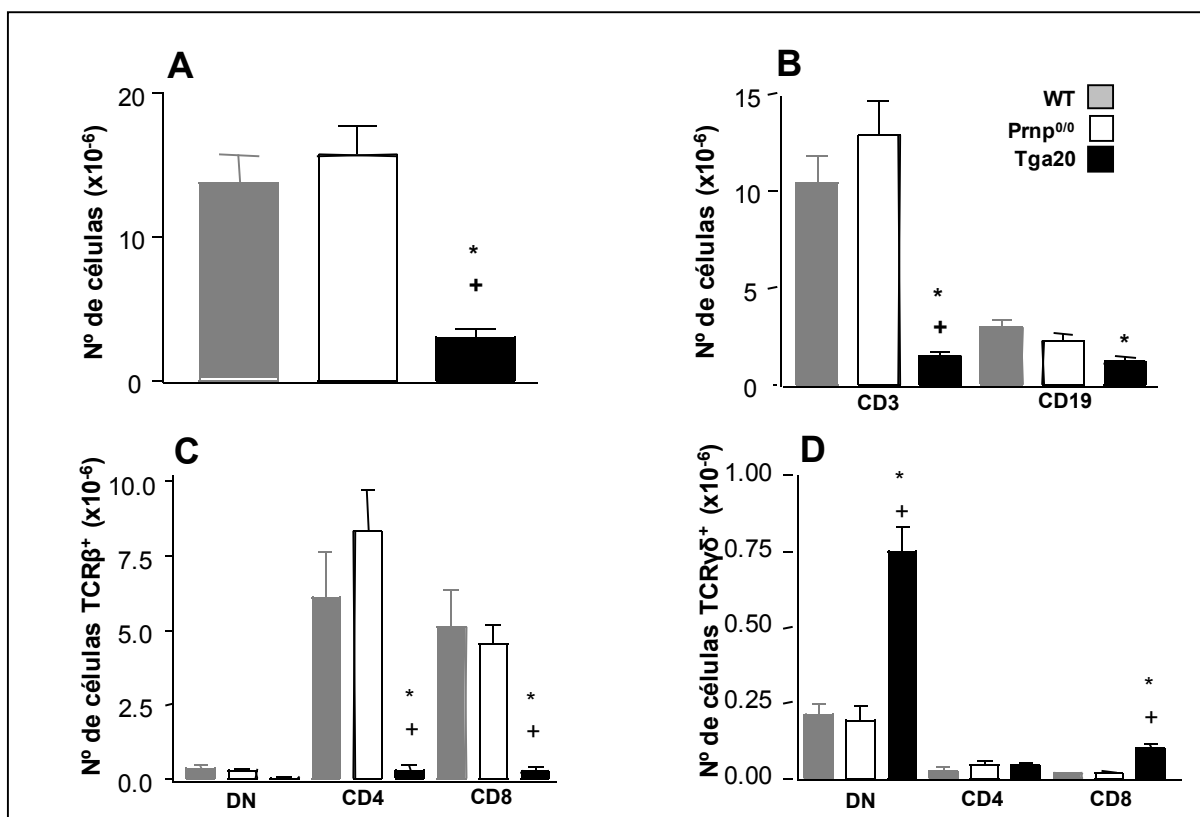 A
Nº de células (x10⁻⁶)
20
10
0
*
+
B
Nº de células (x10⁻⁶)
15
10
5
0
WT
Prnp⁰/⁰
Tga20
*
+
*
CD3 CD19
C
Nº de células TCRβ⁺ (x10⁻⁶)
10.0
7.5
5.0
2.5
0.0
* *
+ +
DN CD4 CD8
D
Nº de células TCRγδ⁺ (x10⁻⁶)
1.00
0.75
0.50
0.25
0.00
*
+
*
+
DN CD4 CD8